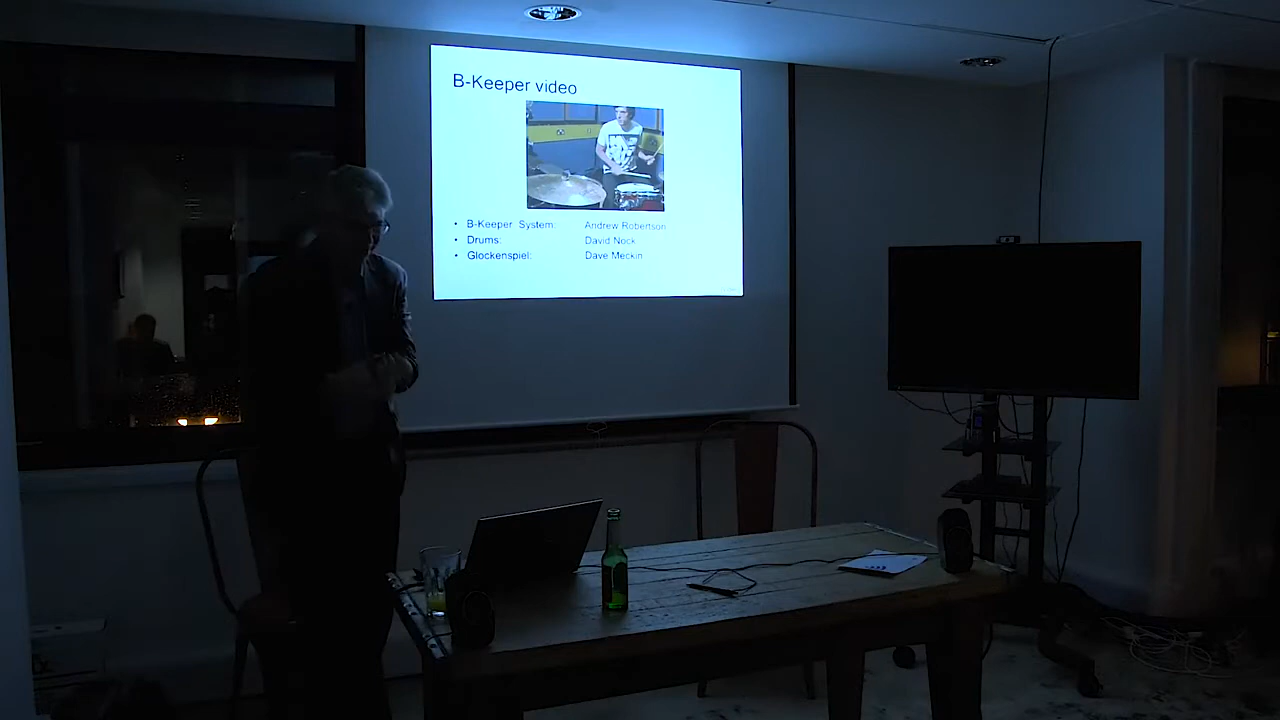 B-Keeper video
• B-Keeper System: Andrew Robertson
• Drums: David Nock
• Glockenspiel: Dave Meckin